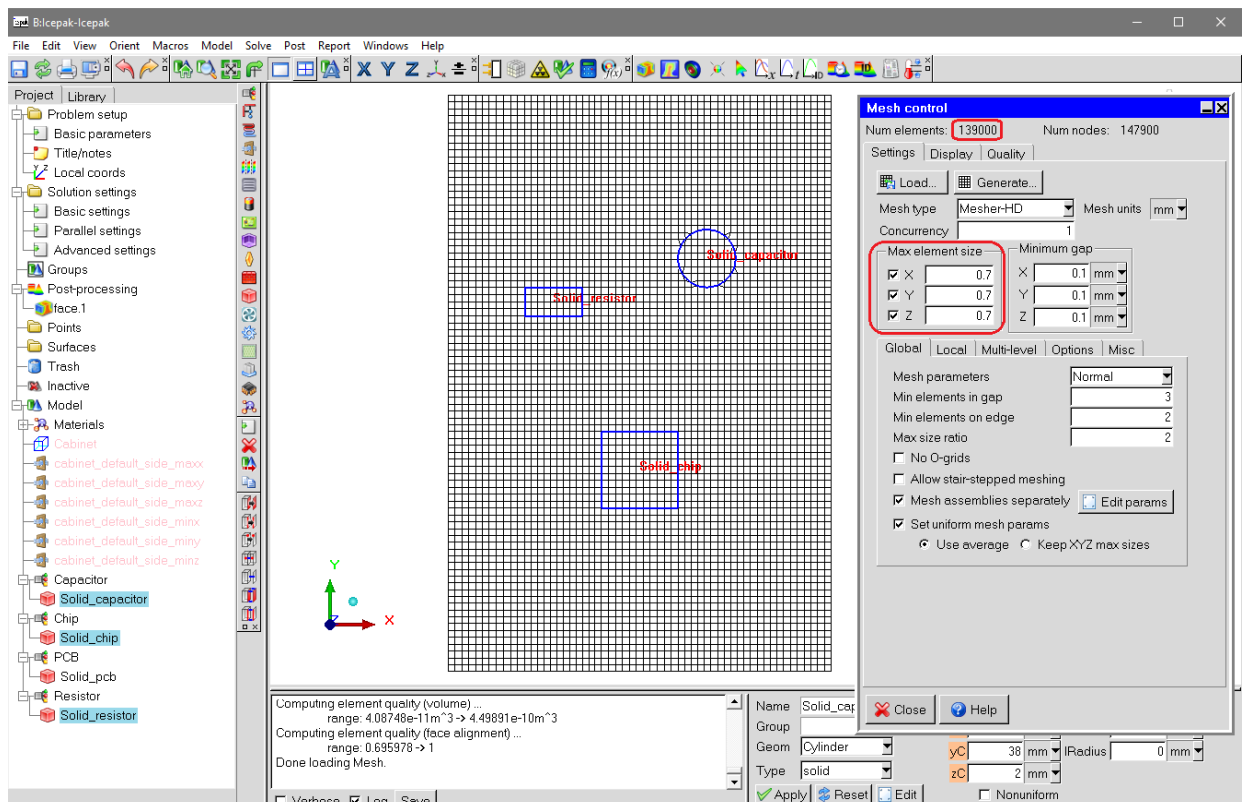 B:Icepak-Icepak
File Edit View Orient Macros Model Solve Post Report Windows Help
X Y Z
Project Library
Problem setup
Basic parameters
Title/notes
Local coords
Solution settings
Basic settings
Parallel settings
Advanced settings
Groups
Post-processing
face.1
Points
Surfaces
Trash
Inactive
Model
Materials
Cabinet
cabinet_default_side_maxx
cabinet_default_side_maxy
cabinet_default_side_maxz
cabinet_default_side_minx
cabinet_default_side_miny
cabinet_default_side_minz
Capacitor
Solid_capacitor
Chip
Solid_chip
PCB
Solid_pcb
Resistor
Solid_resistor
Solid_capacitor
Solid_resistor
Solid_chip
Y
Z
X
Mesh control
Num elements: 139000 Num nodes: 147900
Settings Display Quality
Load... Generate...
Mesh type Mesher-HD Mesh units mm
Concurrency 1
Max element size Minimum gap
X 0.7 X 0.1 mm
Y 0.7 Y 0.1 mm
Z 0.7 Z 0.1 mm
Global Local Multi-level Options Misc
Mesh parameters Normal
Min elements in gap 3
Min elements on edge 2
Max size ratio 2
No O-grids
Allow stair-stepped meshing
Mesh assemblies separately Edit params
Set uniform mesh params
Use average Keep XYZ max sizes
Close Help
Computing element quality (volume) ...
range: 4.08748e-11m^3 -> 4.49891e-10m^3
Computing element quality (face alignment) ...
range: 0.695978 -> 1
Done loading Mesh.
Verbose Log Save
Name Solid_cap
Group
Geom Cylinder
Type solid
Apply Reset Edit
yC 38 mm IRadius 0 mm
zC 2 mm
Nonuniform